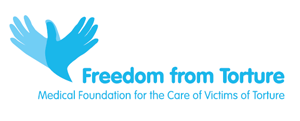 Freedom from Torture
Medical Foundation for the Care of Victims of Torture